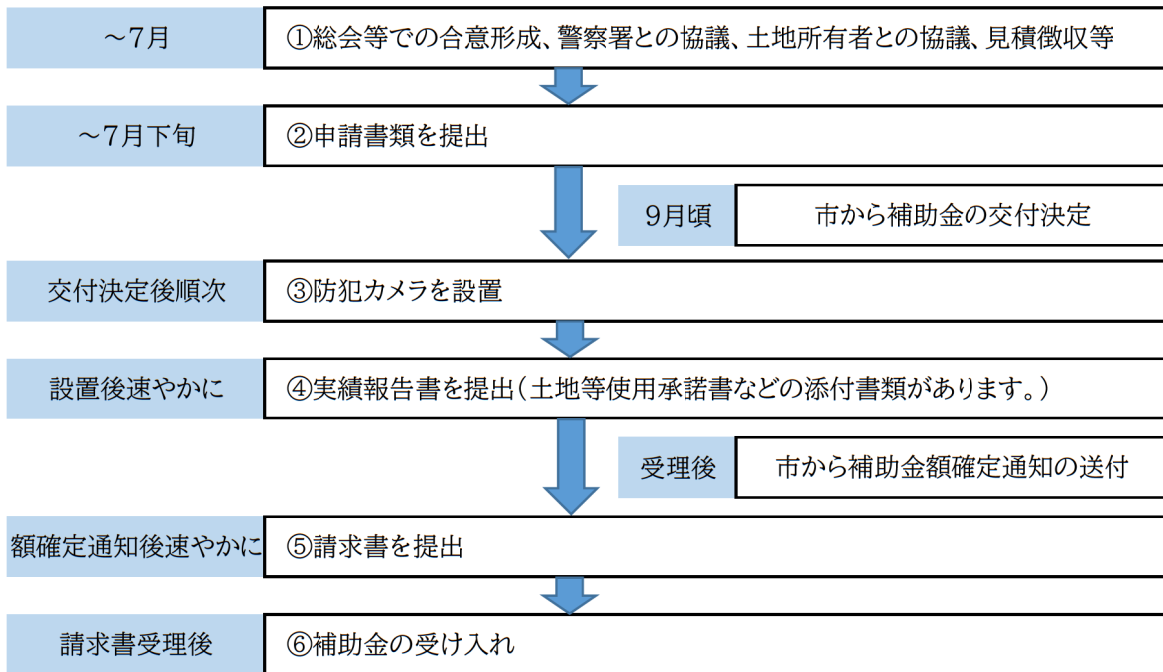 ～7月
①総会等での合意形成、警察署との協議、土地所有者との協議、見積徴収等
～7月下旬
②申請書類を提出
9月頃
市から補助金の交付決定
交付決定後順次
③防犯カメラを設置
設置後速やかに
④実績報告書を提出（土地等使用承諾書などの添付書類があります。）
受理後
市から補助金額確定通知の送付
額確定通知後速やかに
⑤請求書を提出
請求書受理後
⑥補助金の受け入れ